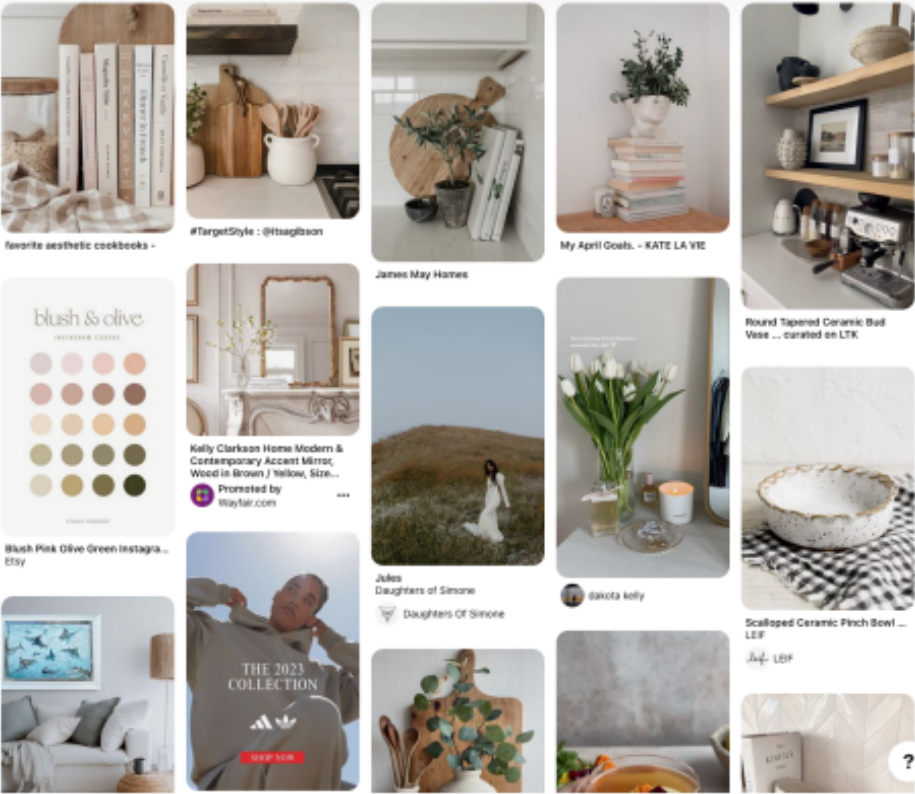 favorite aesthetic cookbooks -
blush & olive
INSTAGRAM COVERS
Blush Pink Olive Green Instagra...
Etsy
#TargetStyle : @itsagibson
Kelly Clarkson Home Modern &
Contemporary Accent Mirror,
Wood in Brown / Yellow, Size...
Promoted by
Wayfair.com
THE 2023
COLLECTION
SHOP NOW
James May Homes
Jules
Daughters of Simone
Daughters Of Simone
My April Goals. - KATE LA VIE
dakota kelly
Round Tapered Ceramic Bud
Vase ... curated on LTK
Scalloped Ceramic Pinch Bowl ...
LEIF
leif
LEIF
?